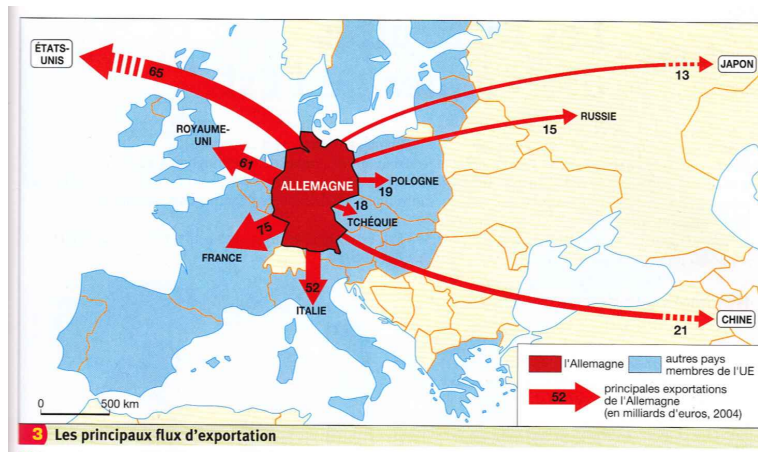 ÉTATS-
UNIS
65
JAPON
13
RUSSIE
15
ROYAUME-
UNI
61
ALLEMAGNE
POLOGNE
19
18
TCHÉQUIE
75
FRANCE
52
ITALIE
CHINE
21
l'Allemagne
autres pays
membres de l'UE
52
principales exportations
de l'Allemagne
(en milliards d'euros, 2004)
0 500 km
3 Les principaux flux d'exportation